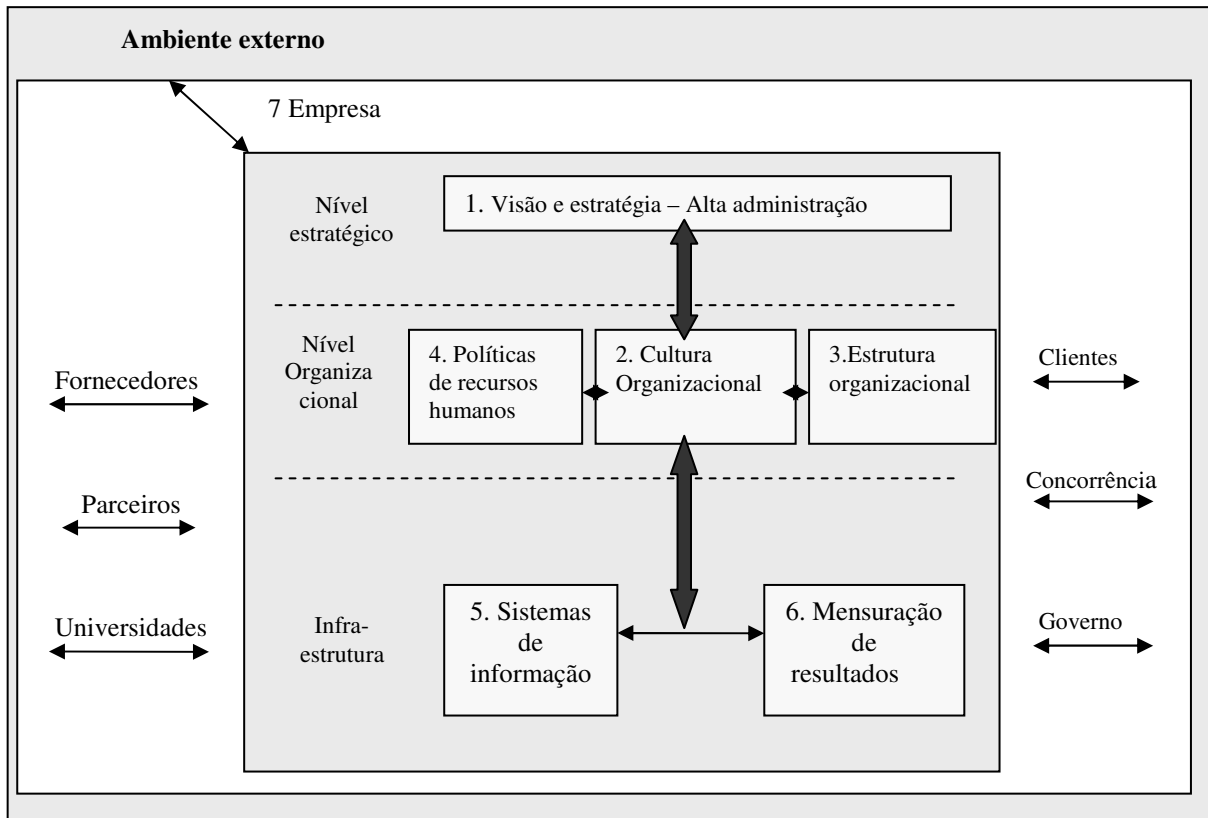 Ambiente externo
7 Empresa
Nível
estratégico
1. Visão e estratégia – Alta administração
Nível
Organiza
cional
4. Políticas
de recursos
humanos
2. Cultura
Organizacional
3.Estrutura
organizacional
Fornecedores
Parceiros
Universidades
Clientes
Concorrência
Governo
Infra-
estrutura
5. Sistemas
de
informação
6. Mensuração
de
resultados